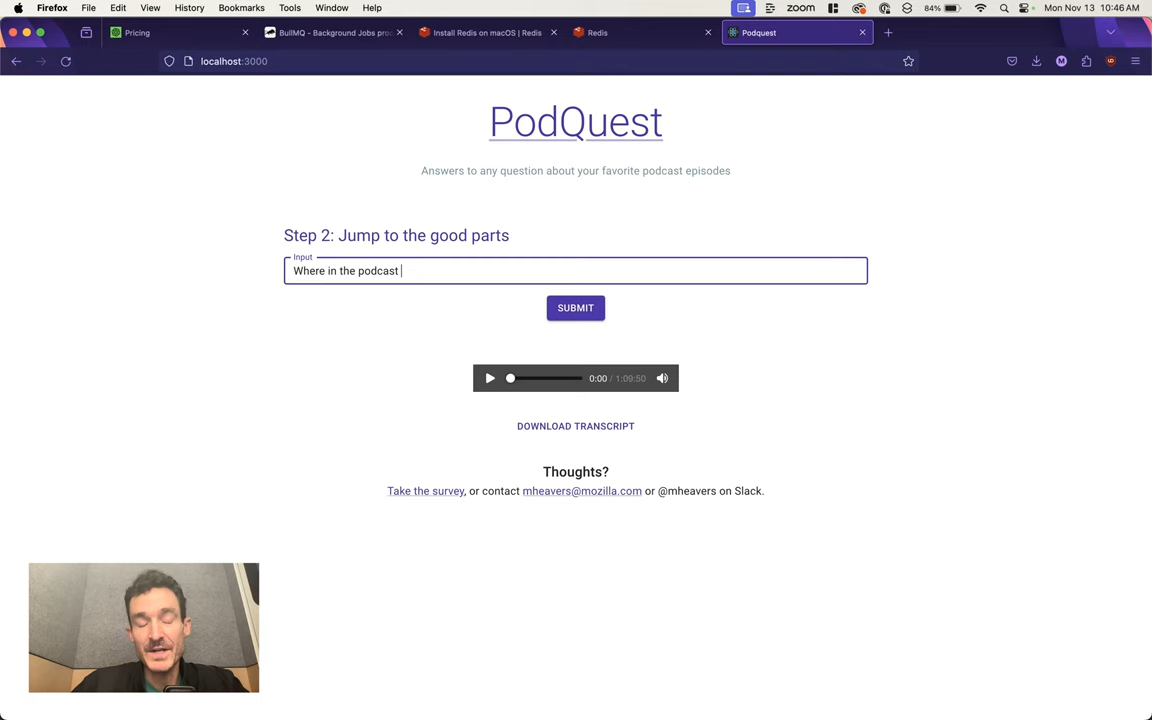 Firefox File Edit View History Bookmarks Tools Window Help zoom 84% Mon Nov 13 10:46 AM
Pricing BullMQ - Background Jobs proc Install Redis on macOS | Redis Redis Podquest
localhost:3000
PodQuest
Answers to any question about your favorite podcast episodes
Step 2: Jump to the good parts
Input
Where in the podcast
SUBMIT
0:00 / 1:09:50
DOWNLOAD TRANSCRIPT
Thoughts?
Take the survey, or contact mheavers@mozilla.com or @mheavers on Slack.